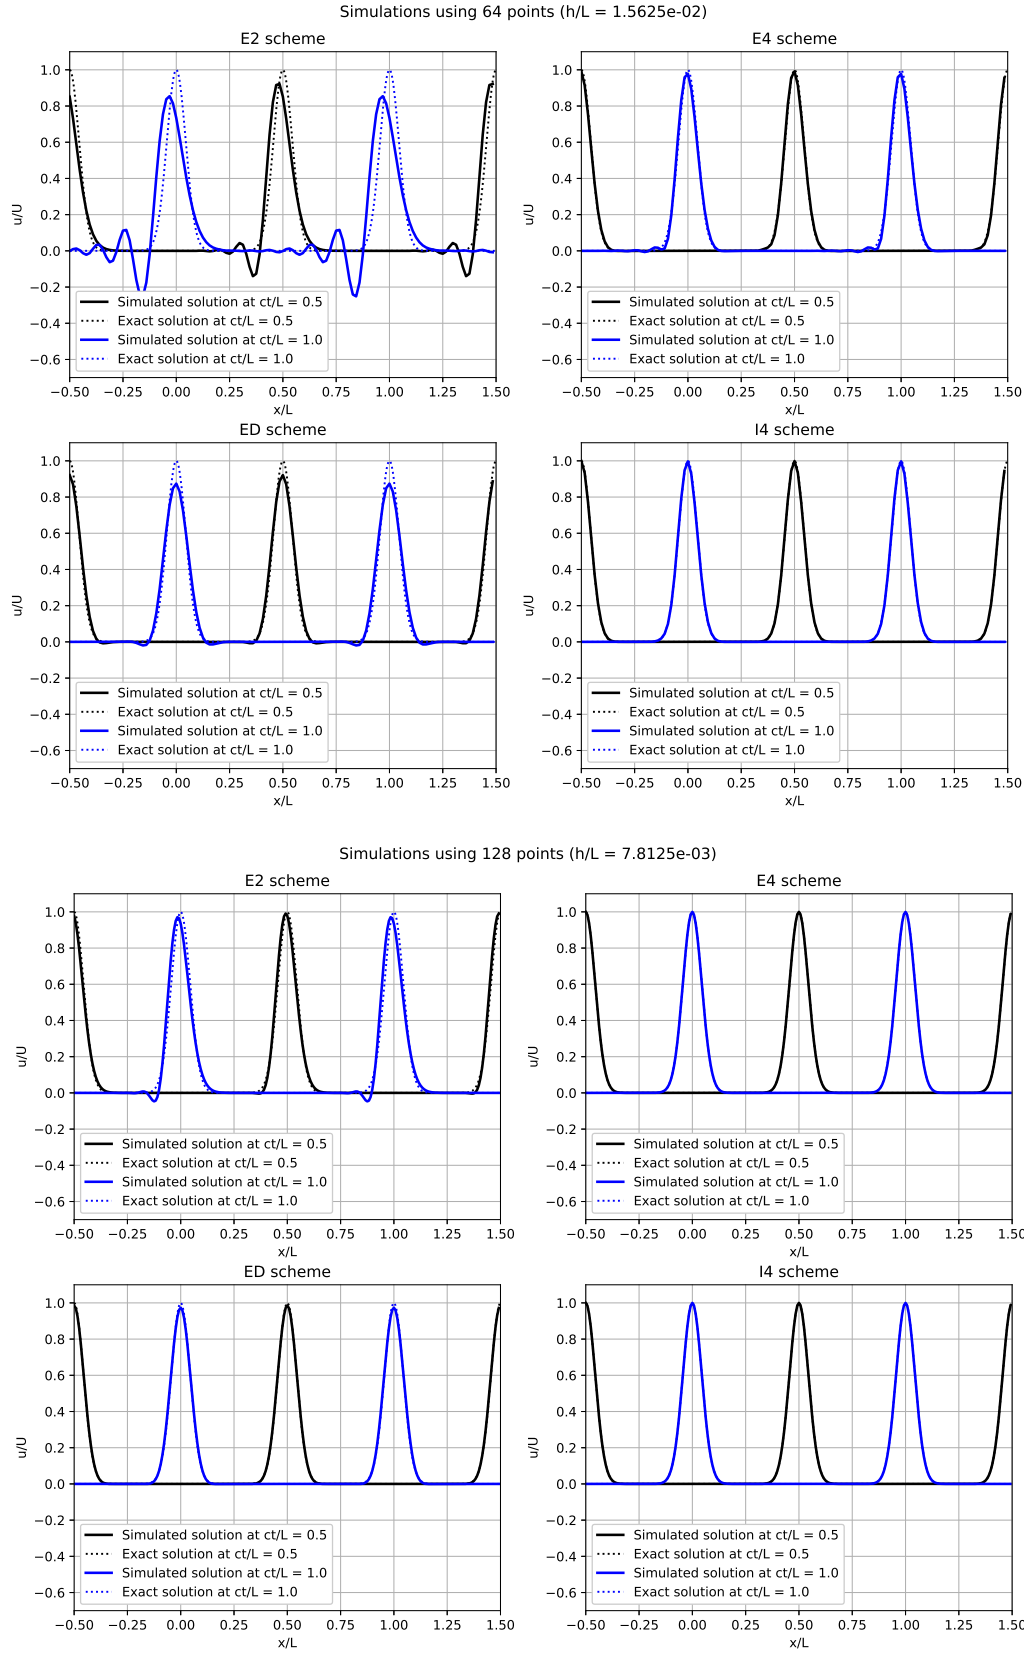 Simulations using 64 points (h/L = 1.5625e-02)
E2 scheme
u/U
1.0
0.8
0.6
0.4
0.2
0.0
−0.2
−0.4
−0.6
Simulated solution at ct/L = 0.5
Exact solution at ct/L = 0.5
Simulated solution at ct/L = 1.0
Exact solution at ct/L = 1.0
−0.50 −0.25 0.00 0.25 0.50 0.75 1.00 1.25 1.50
x/L
E4 scheme
u/U
1.0
0.8
0.6
0.4
0.2
0.0
−0.2
−0.4
−0.6
Simulated solution at ct/L = 0.5
Exact solution at ct/L = 0.5
Simulated solution at ct/L = 1.0
Exact solution at ct/L = 1.0
−0.50 −0.25 0.00 0.25 0.50 0.75 1.00 1.25 1.50
x/L
ED scheme
u/U
1.0
0.8
0.6
0.4
0.2
0.0
−0.2
−0.4
−0.6
Simulated solution at ct/L = 0.5
Exact solution at ct/L = 0.5
Simulated solution at ct/L = 1.0
Exact solution at ct/L = 1.0
−0.50 −0.25 0.00 0.25 0.50 0.75 1.00 1.25 1.50
x/L
I4 scheme
u/U
1.0
0.8
0.6
0.4
0.2
0.0
−0.2
−0.4
−0.6
Simulated solution at ct/L = 0.5
Exact solution at ct/L = 0.5
Simulated solution at ct/L = 1.0
Exact solution at ct/L = 1.0
−0.50 −0.25 0.00 0.25 0.50 0.75 1.00 1.25 1.50
x/L
Simulations using 128 points (h/L = 7.8125e-03)
E2 scheme
u/U
1.0
0.8
0.6
0.4
0.2
0.0
−0.2
−0.4
−0.6
Simulated solution at ct/L = 0.5
Exact solution at ct/L = 0.5
Simulated solution at ct/L = 1.0
Exact solution at ct/L = 1.0
−0.50 −0.25 0.00 0.25 0.50 0.75 1.00 1.25 1.50
x/L
E4 scheme
u/U
1.0
0.8
0.6
0.4
0.2
0.0
−0.2
−0.4
−0.6
Simulated solution at ct/L = 0.5
Exact solution at ct/L = 0.5
Simulated solution at ct/L = 1.0
Exact solution at ct/L = 1.0
−0.50 −0.25 0.00 0.25 0.50 0.75 1.00 1.25 1.50
x/L
ED scheme
u/U
1.0
0.8
0.6
0.4
0.2
0.0
−0.2
−0.4
−0.6
Simulated solution at ct/L = 0.5
Exact solution at ct/L = 0.5
Simulated solution at ct/L = 1.0
Exact solution at ct/L = 1.0
−0.50 −0.25 0.00 0.25 0.50 0.75 1.00 1.25 1.50
x/L
I4 scheme
u/U
1.0
0.8
0.6
0.4
0.2
0.0
−0.2
−0.4
−0.6
Simulated solution at ct/L = 0.5
Exact solution at ct/L = 0.5
Simulated solution at ct/L = 1.0
Exact solution at ct/L = 1.0
−0.50 −0.25 0.00 0.25 0.50 0.75 1.00 1.25 1.50
x/L